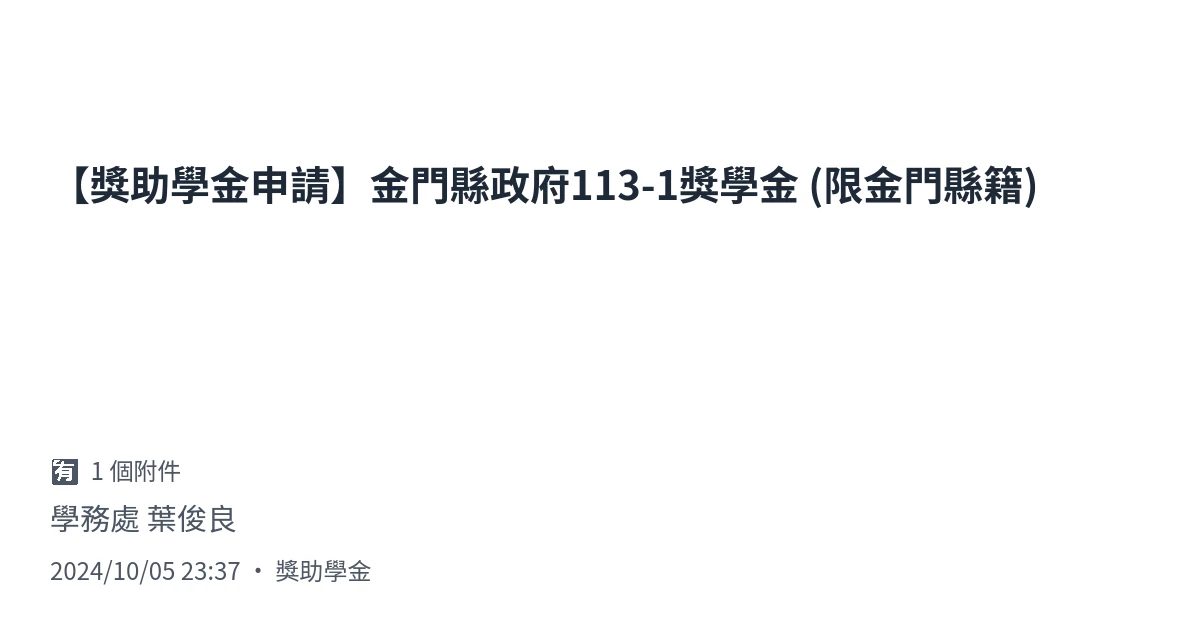 【獎助學金申請】金門縣政府113-1獎學金 (限金門縣籍)
🈶 1 個附件
學務處 葉俊良
2024/10/05 23:37 · 獎助學金